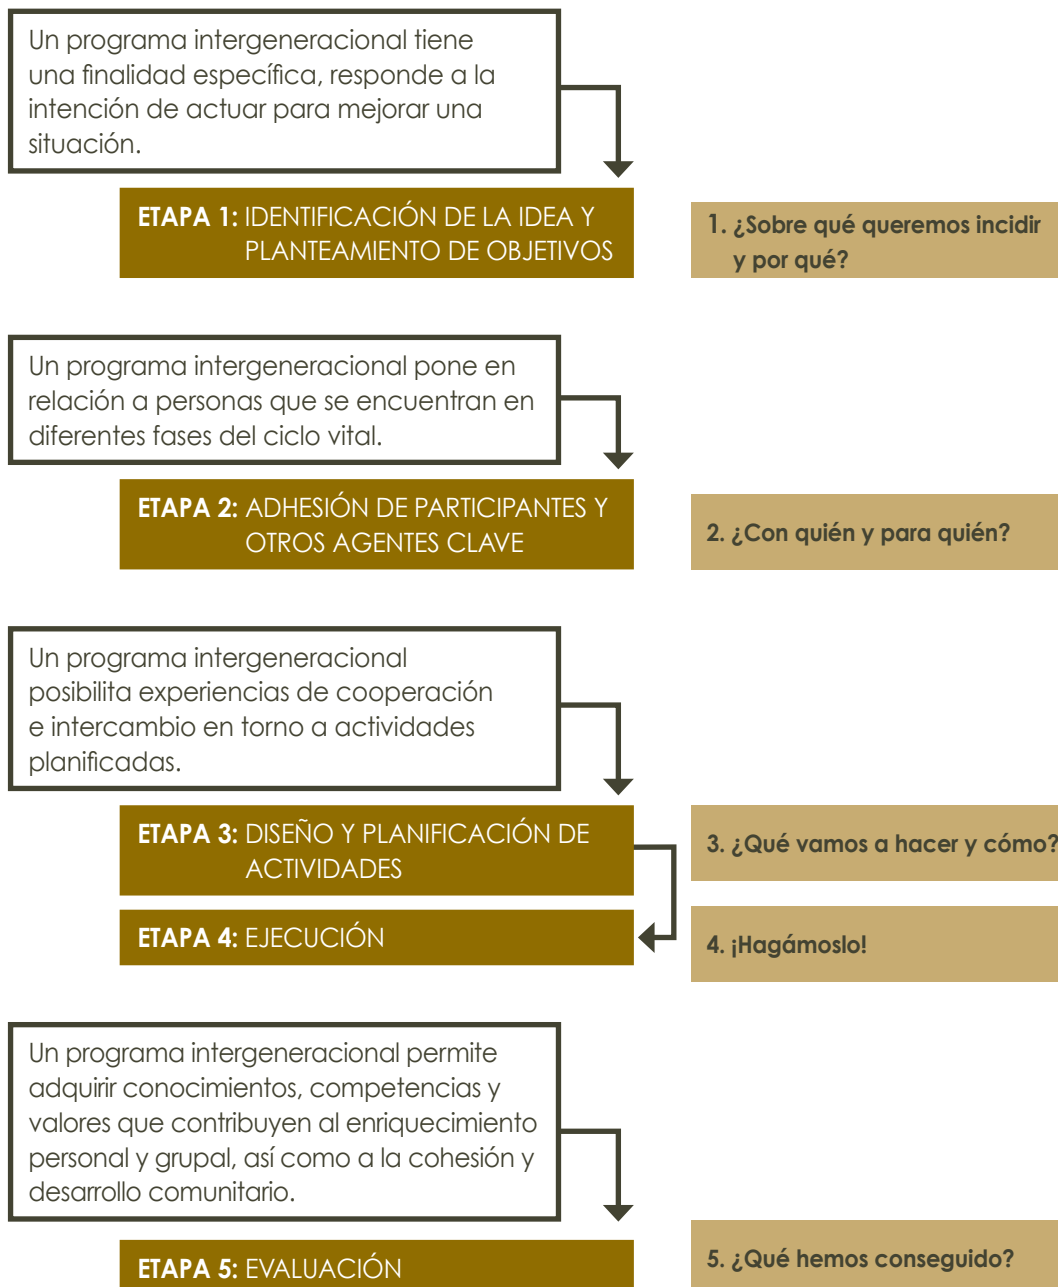 Un programa intergeneracional tiene
una finalidad específica, responde a la
intención de actuar para mejorar una
situación.
ETAPA 1: IDENTIFICACIÓN DE LA IDEA Y
PLANTEAMIENTO DE OBJETIVOS
1. ¿Sobre qué queremos incidir
y por qué?
Un programa intergeneracional pone en
relación a personas que se encuentran en
diferentes fases del ciclo vital.
ETAPA 2: ADHESIÓN DE PARTICIPANTES Y
OTROS AGENTES CLAVE
2. ¿Con quién y para quién?
Un programa intergeneracional
posibilita experiencias de cooperación
e intercambio en torno a actividades
planificadas.
ETAPA 3: DISEÑO Y PLANIFICACIÓN DE
ACTIVIDADES
3. ¿Qué vamos a hacer y cómo?
ETAPA 4: EJECUCIÓN
4. ¡Hagámoslo!
Un programa intergeneracional permite
adquirir conocimientos, competencias y
valores que contribuyen al enriquecimiento
personal y grupal, así como a la cohesión y
desarrollo comunitario.
ETAPA 5: EVALUACIÓN
5. ¿Qué hemos conseguido?